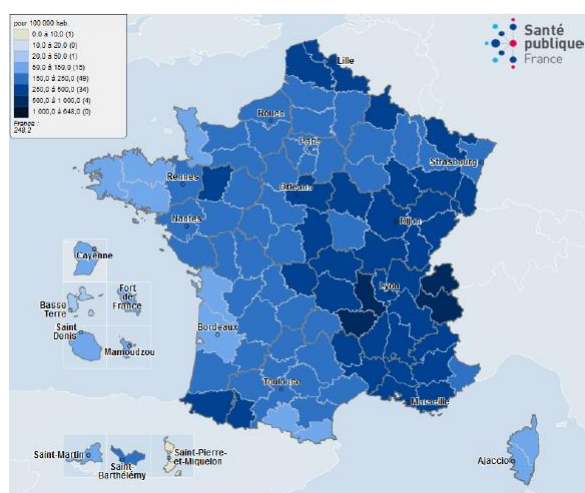 pour 100 000 hab.
0,0 à 10,0 (1)
10,0 à 20,0 (0)
20,0 à 50,0 (1)
50,0 à 150,0 (15)
150,0 à 250,0 (49)
250,0 à 500,0 (34)
500,0 à 1 000,0 (4)
1 000,0 à 648,0 (0)
France :
248,2
Santé
publique
France
Lille
Rouen
Paris
Strasbourg
Rennes
Orléans
Nantes
Dijon
Cayenne
Fort
de
France
Basse
Terre
Lyon
Saint
Denis
Mamoudzou
Bordeaux
Toulouse
Marseille
Saint-Martin
Saint-
Barthélémy
Saint-Pierre
et-Miquelon
Ajaccio